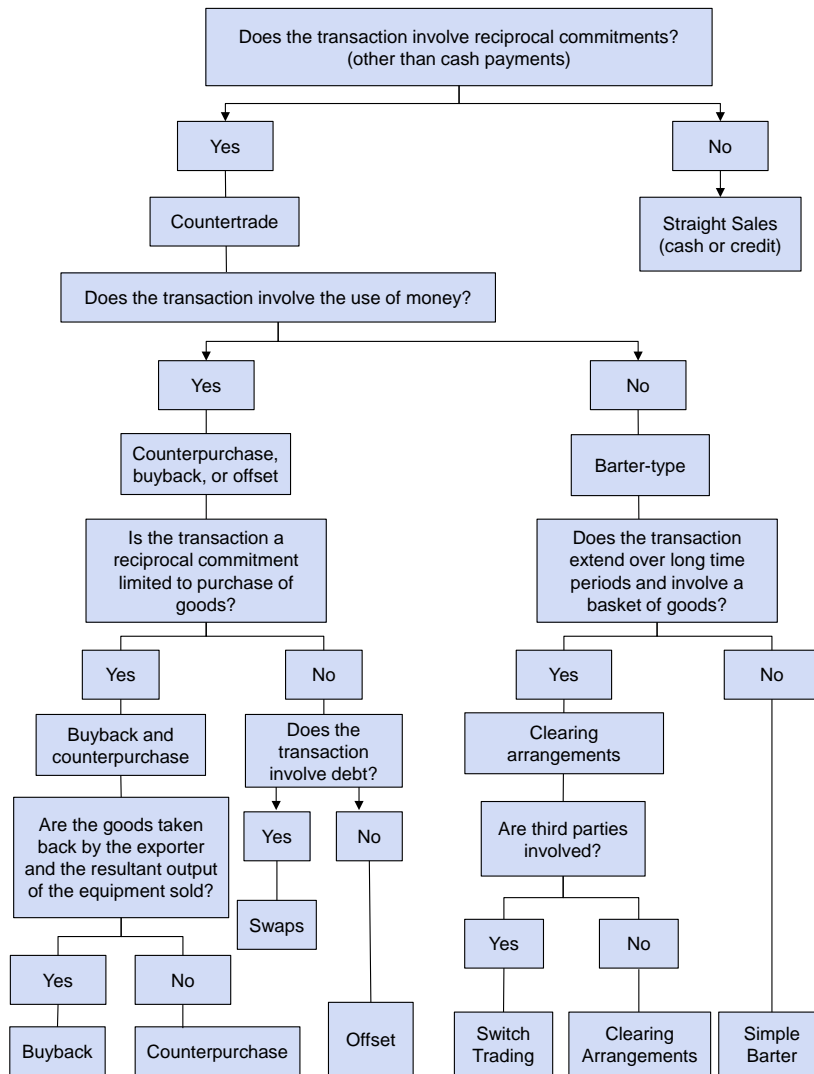 Does the transaction involve reciprocal commitments?
(other than cash payments)
Yes
No
Countertrade
Straight Sales
(cash or credit)
Does the transaction involve the use of money?
Yes
No
Counterpurchase,
buyback, or offset
Barter-type
Is the transaction a
reciprocal commitment
limited to purchase of
goods?
Does the transaction
extend over long time
periods and involve a
basket of goods?
Yes
No
Yes
No
Buyback and
counterpurchase
Does the
transaction
involve debt?
Clearing
arrangements
Are the goods taken
back by the exporter
and the resultant output
of the equipment sold?
Yes
No
Are third parties
involved?
Swaps
Yes
No
Yes
No
Buyback
Counterpurchase
Offset
Switch
Trading
Clearing
Arrangements
Simple
Barter